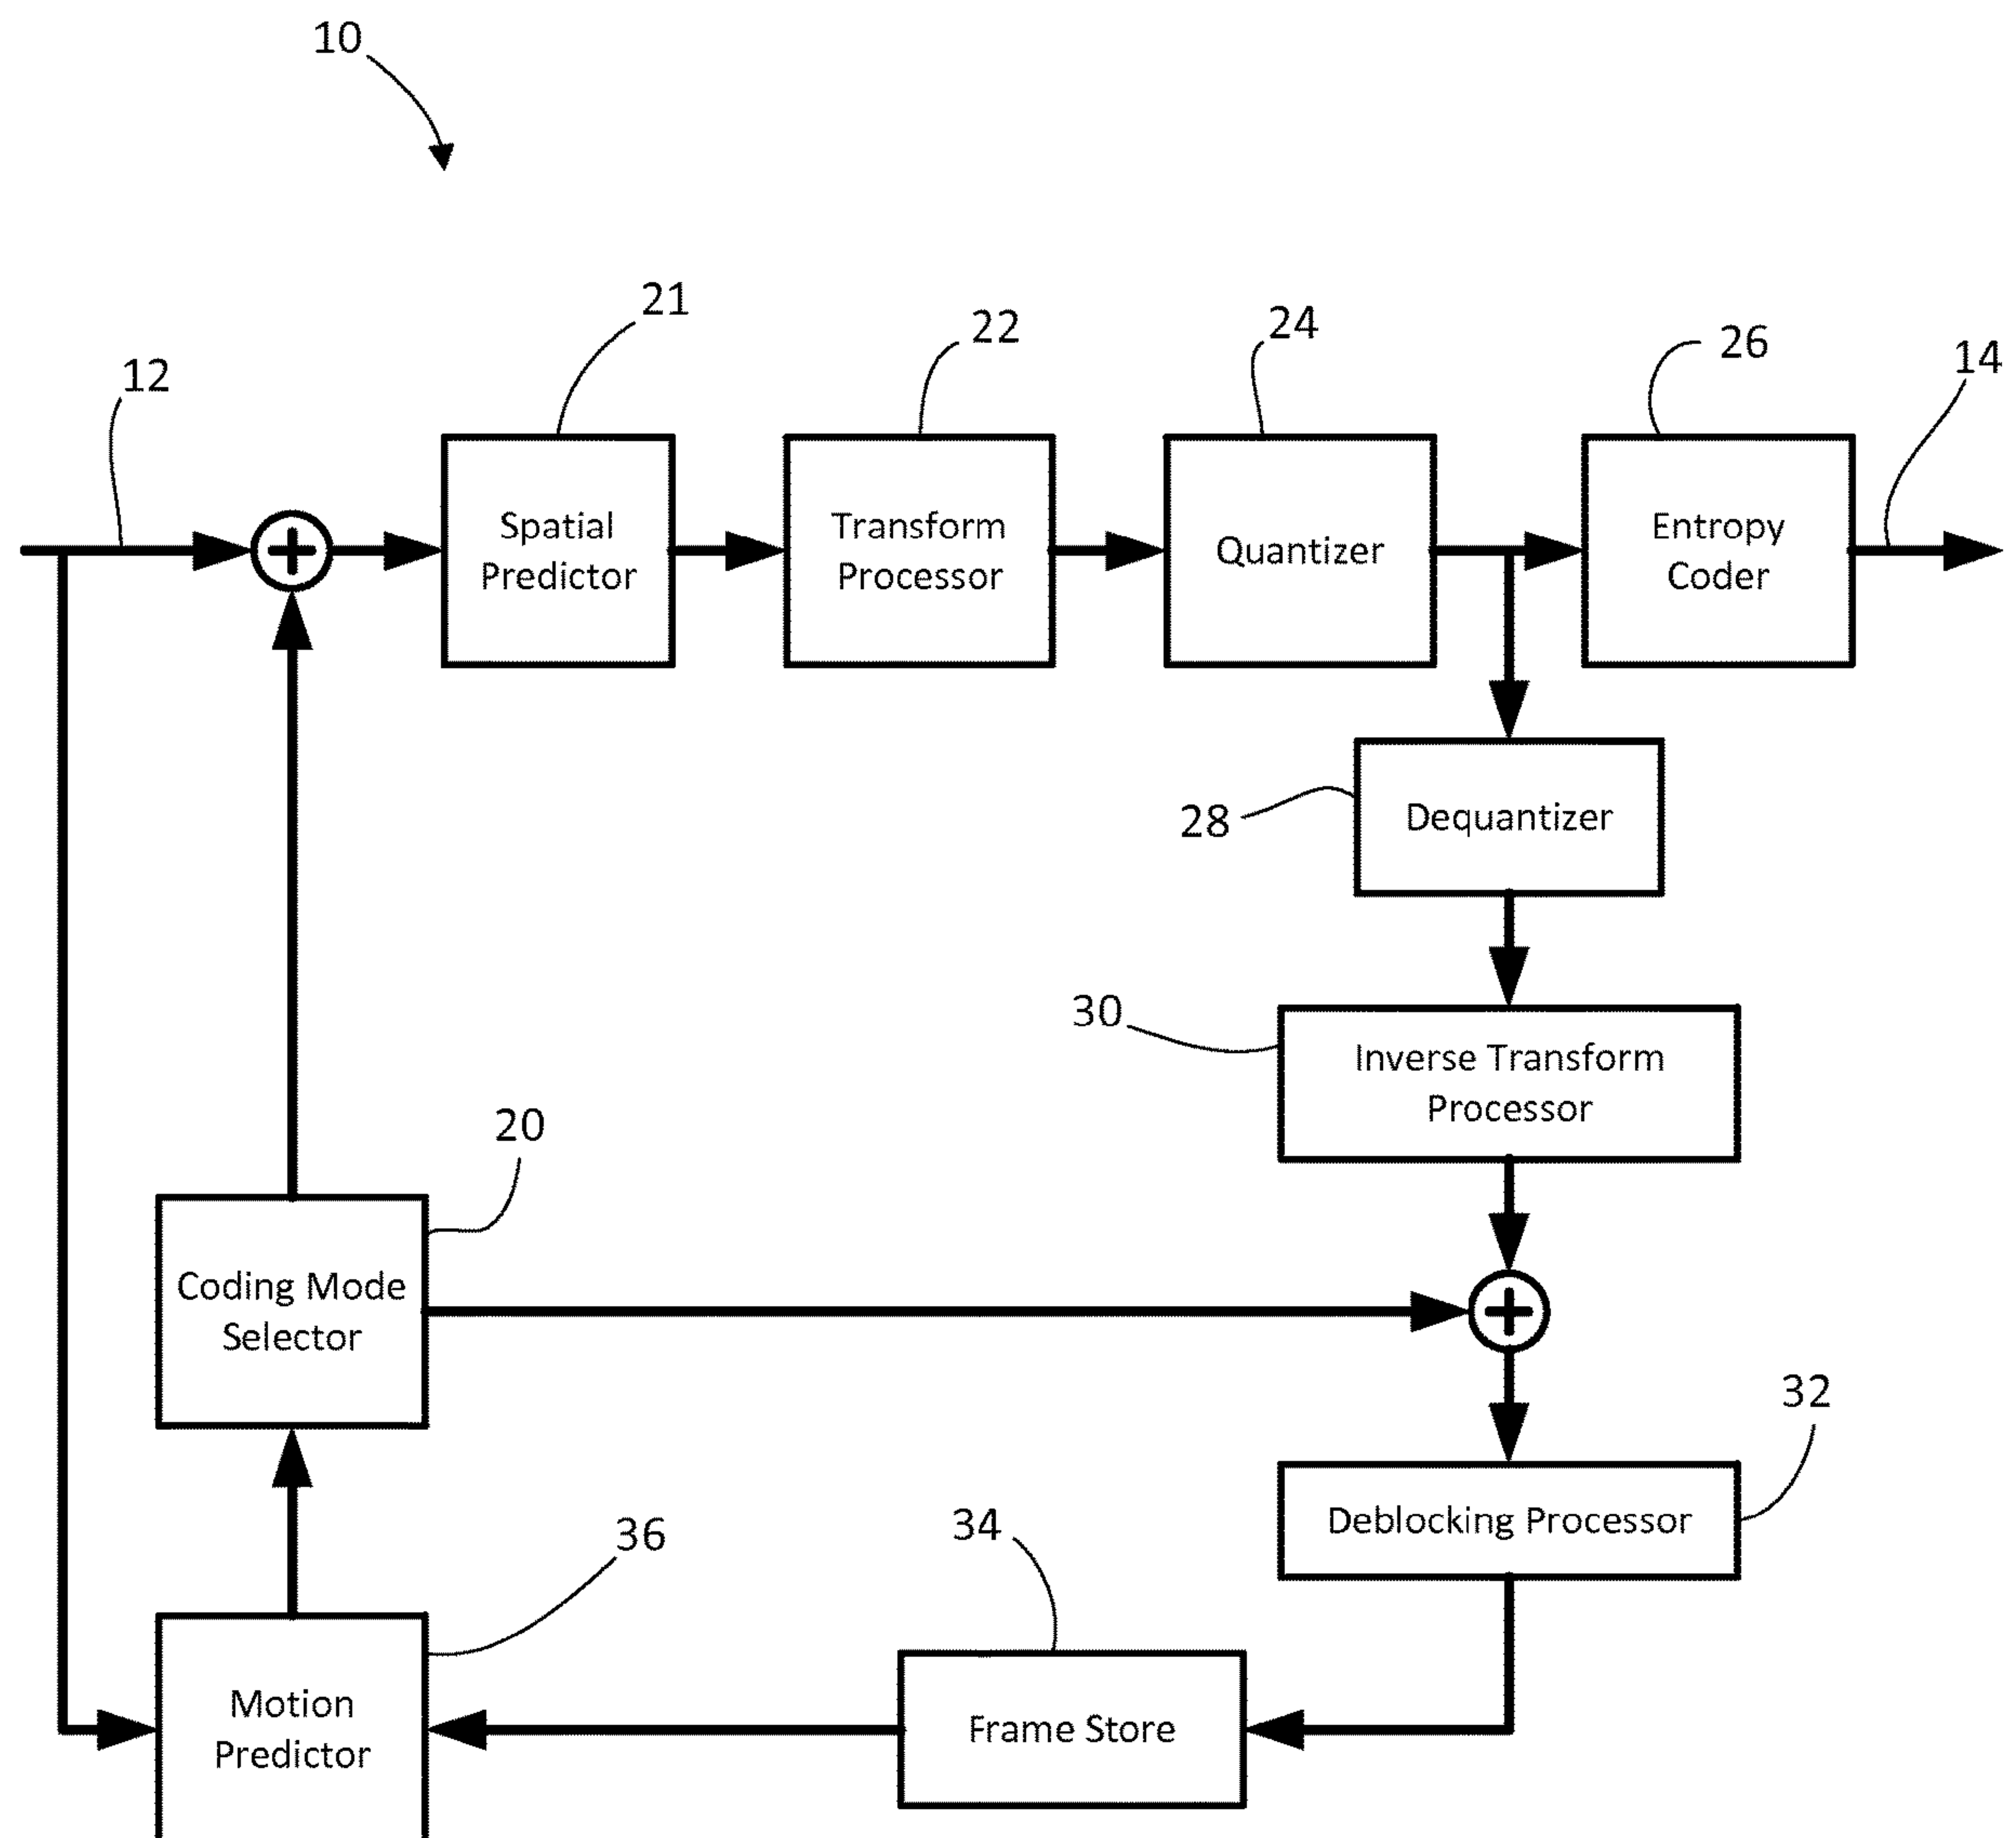 10
21
22
24
26
14
12
Spatial
Predictor
Transform
Processor
Quantizer
Entropy
Coder
28
Dequantizer
30
Inverse Transform
Processor
20
Coding Mode
Selector
32
Deblocking Processor
36
34
Motion
Predictor
Frame Store